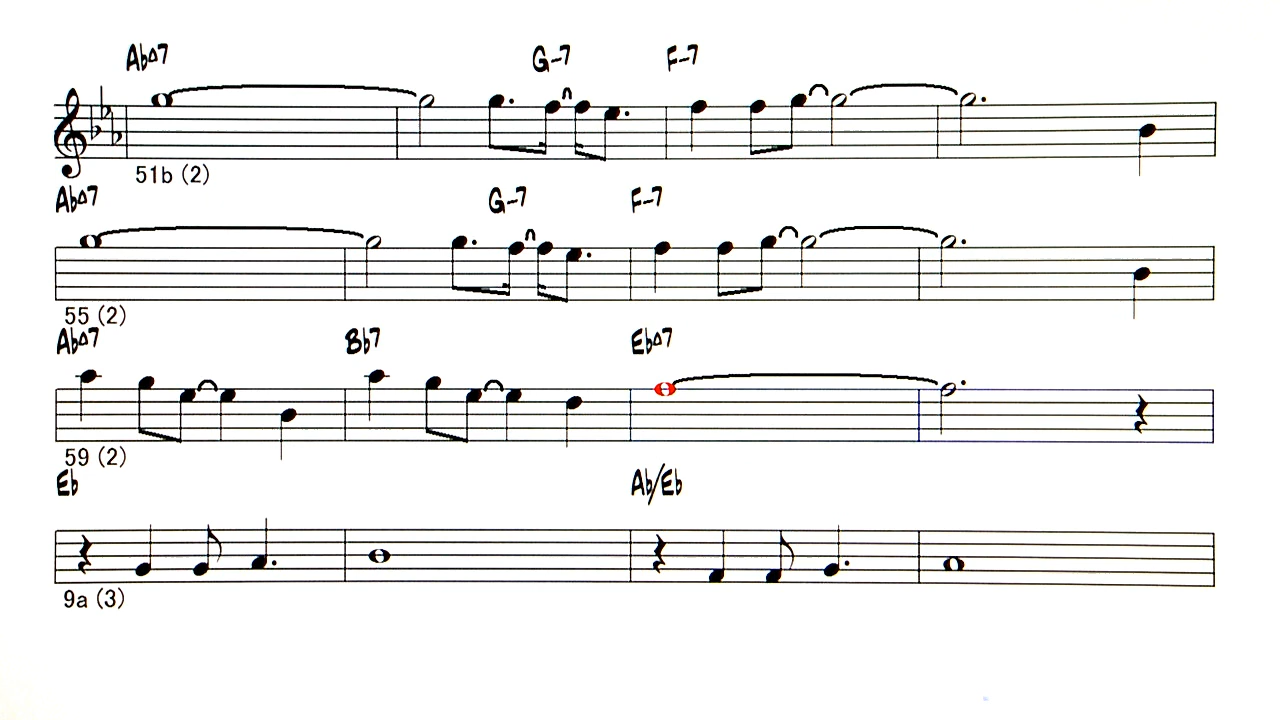 Ab△7 G-7 F-7
51b (2)
Ab△7 G-7 F-7
55 (2)
Ab△7 Bb7 Eb△7
59 (2)
Eb Ab/Eb
9a (3)